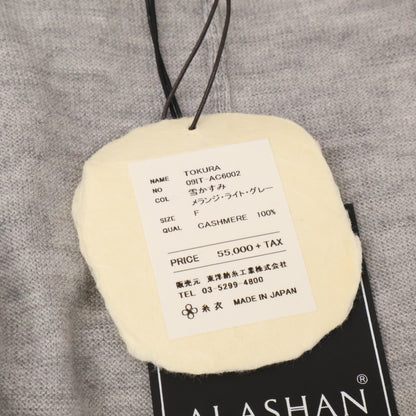 NAME TOKURA
NO 09IT-AC6002
COL 雪かすみ
メランジ・ライト・グレー
SIZE F
QUAL CASHMERE 100%
PRICE 55,000+TAX
販売元 東洋紡糸工業株式会社
TEL 03-5299-4800
糸衣 MADE IN JAPAN
ALASHAN ®